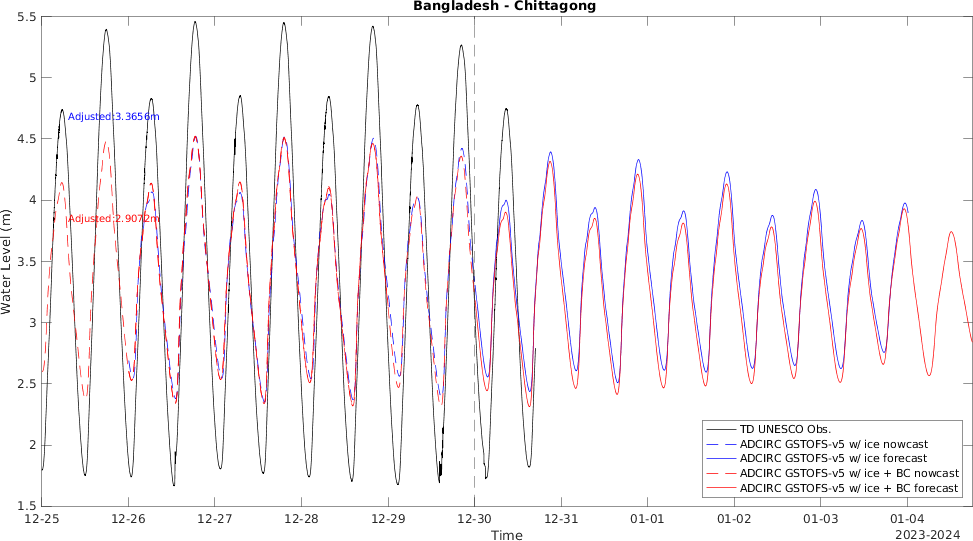 Bangladesh - Chittagong
5.5
5
4.5
4
3.5
3
2.5
2
1.5
Water Level (m)
Adjusted:3.3656m
Adjusted:2.9072m
TD UNESCO Obs.
ADCIRC GSTOFS-v5 w/ ice nowcast
ADCIRC GSTOFS-v5 w/ ice forecast
ADCIRC GSTOFS-v5 w/ ice + BC nowcast
ADCIRC GSTOFS-v5 w/ ice + BC forecast
12-25 12-26 12-27 12-28 12-29 12-30 12-31 01-01 01-02 01-03 01-04
Time
2023-2024